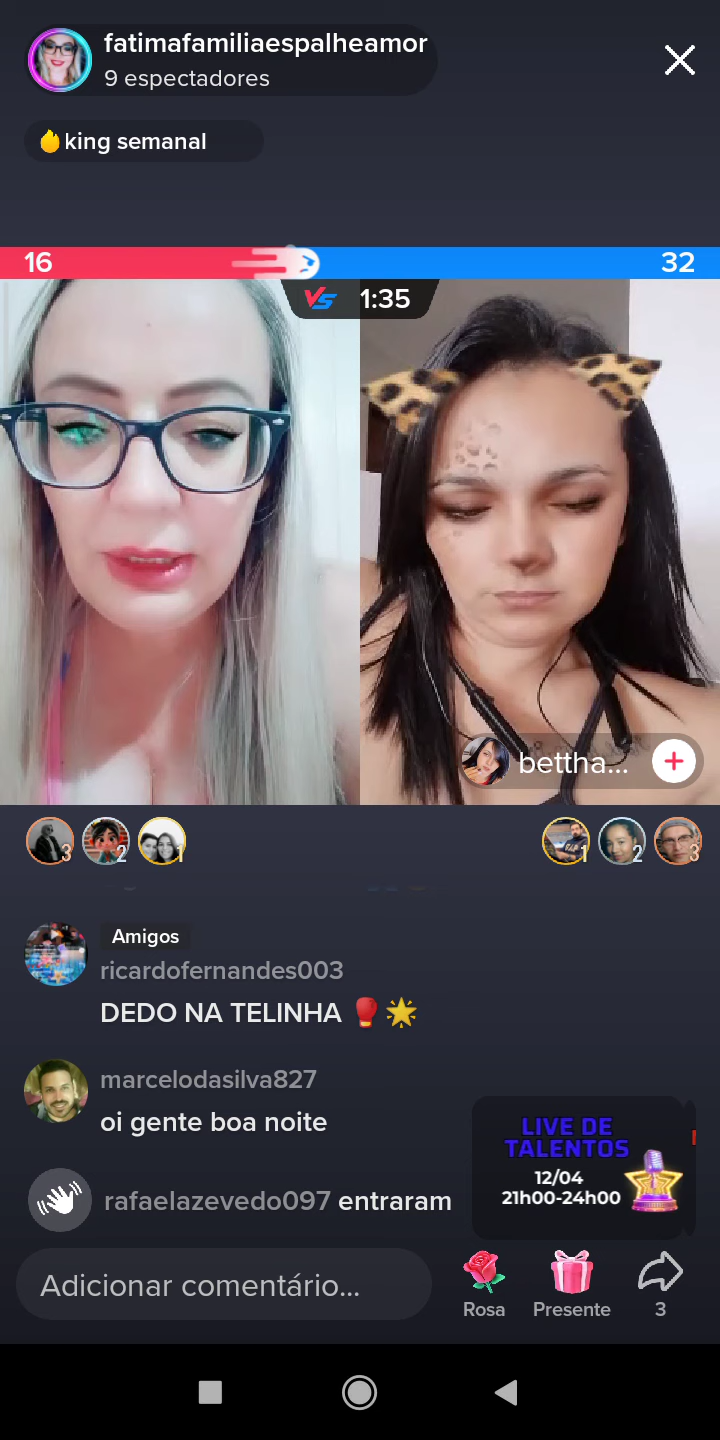 fatimafamiliaespalheamor
9 espectadores
king semanal
16
32
VS 1:35
bettha...
3
2
1
1
2
3
Amigos
ricardofernandes003
DEDO NA TELINHA 🥊🌟
marcelodasilva827
oi gente boa noite
rafaelazevedo097 entraram
LIVE DE
TALENTOS
12/04
21h00-24h00
Adicionar comentário...
Rosa
Presente
3